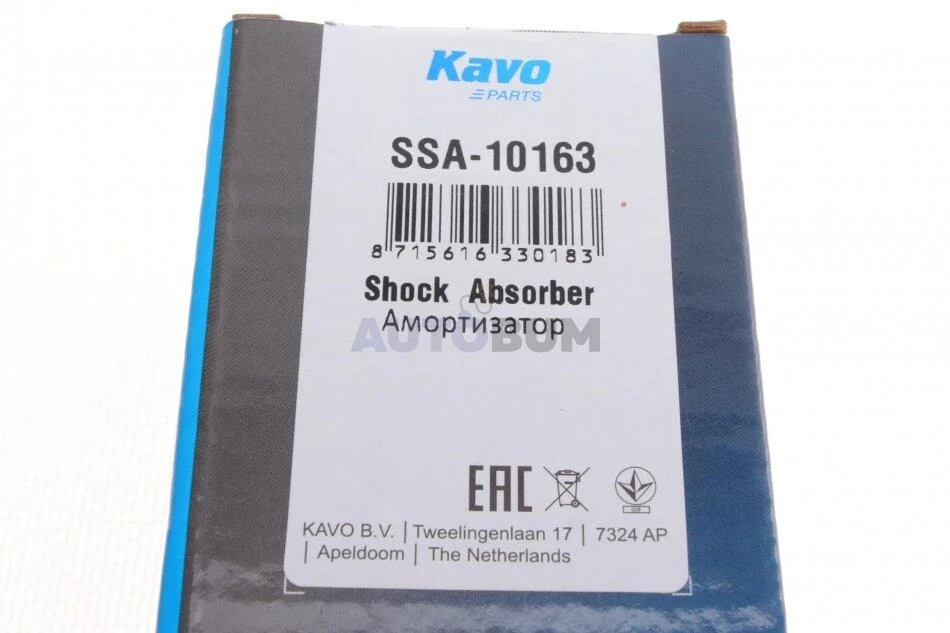 Kavo
PARTS
SSA-10163
8 715616 330183
Shock Absorber
Амортизатор
AUTOBUM
EAC
KAVO B.V. | Tweelingenlaan 17 | 7324 AP
| Apeldoom | The Netherlands